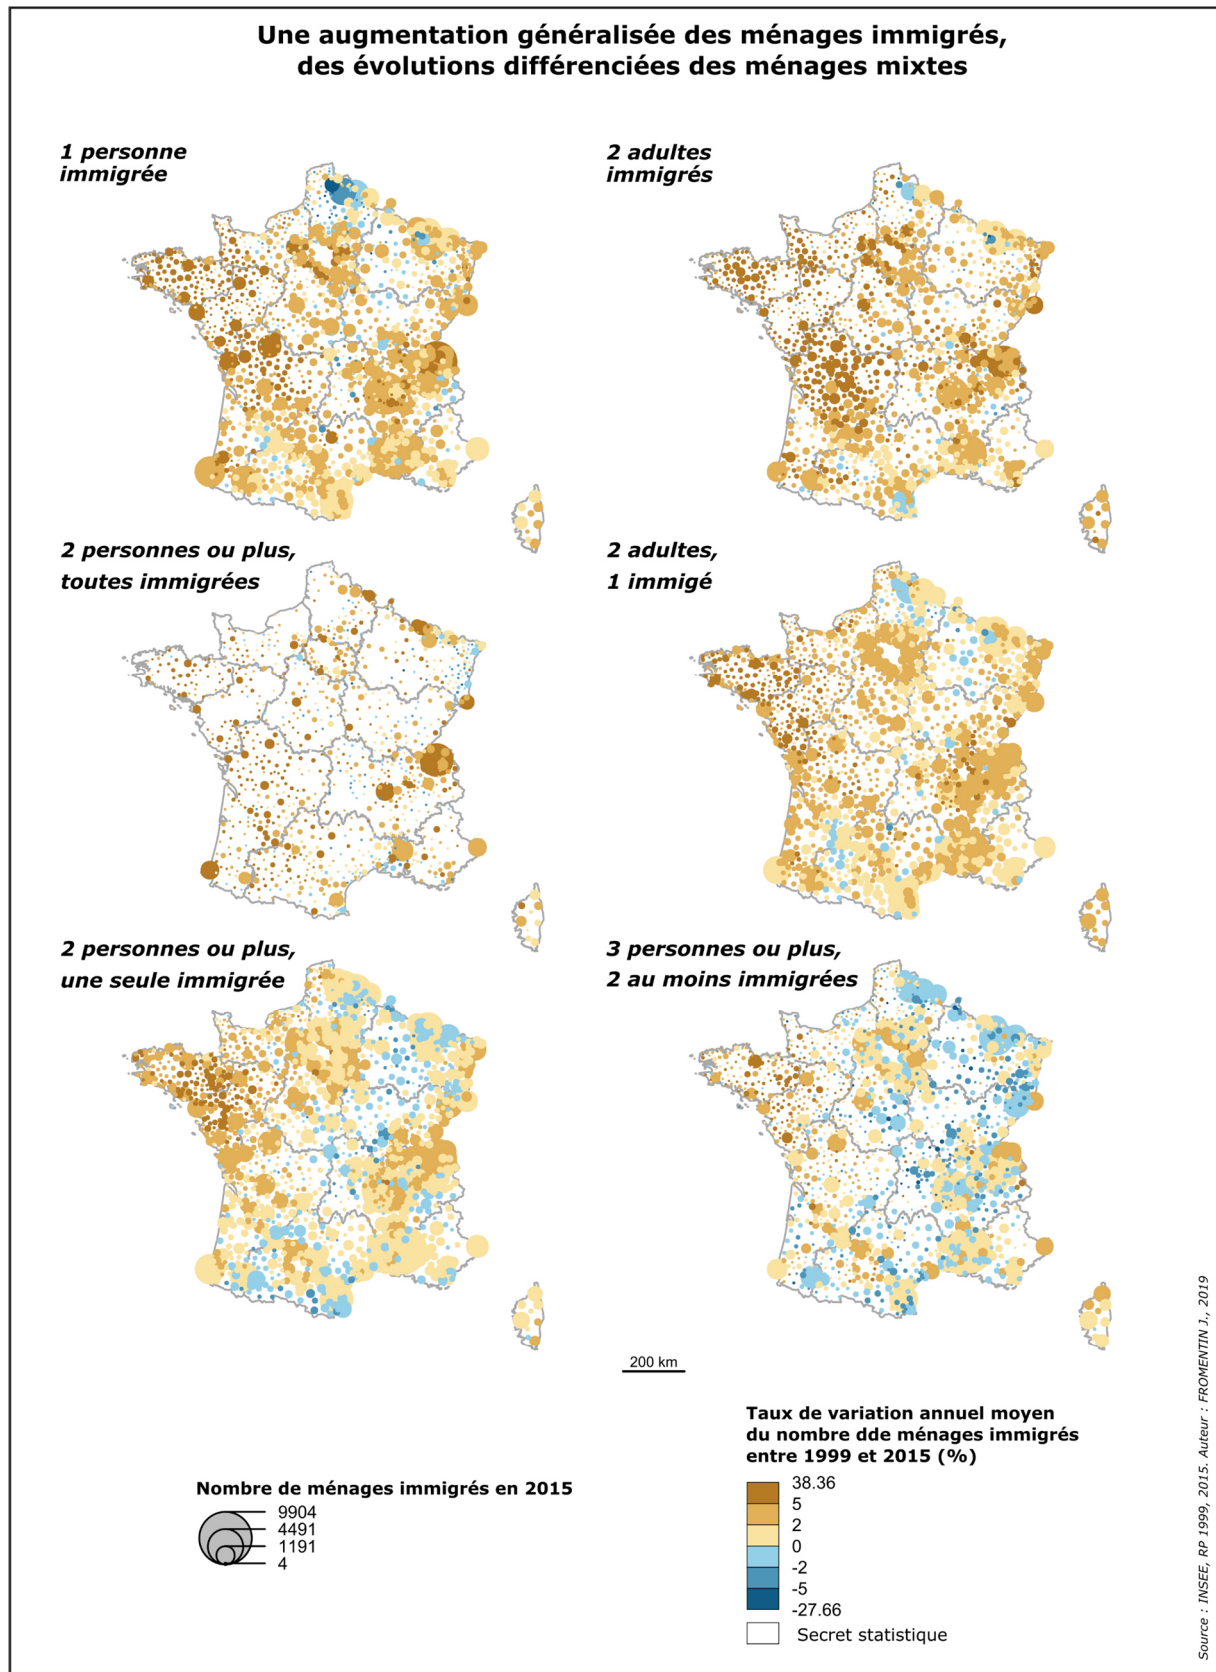 Une augmentation généralisée des ménages immigrés,
des évolutions différenciées des ménages mixtes
1 personne
immigrée
2 adultes
immigrés
2 personnes ou plus,
toutes immigrées
2 adultes,
1 immigé
2 personnes ou plus,
une seule immigrée
3 personnes ou plus,
2 au moins immigrées
200 km
Nombre de ménages immigrés en 2015
9904
4491
1191
4
Taux de variation annuel moyen
du nombre dde ménages immigrés
entre 1999 et 2015 (%)
38.36
5
2
0
-2
-5
-27.66
Secret statistique
Source : INSEE, RP 1999, 2015. Auteur : FROMENTIN J., 2019